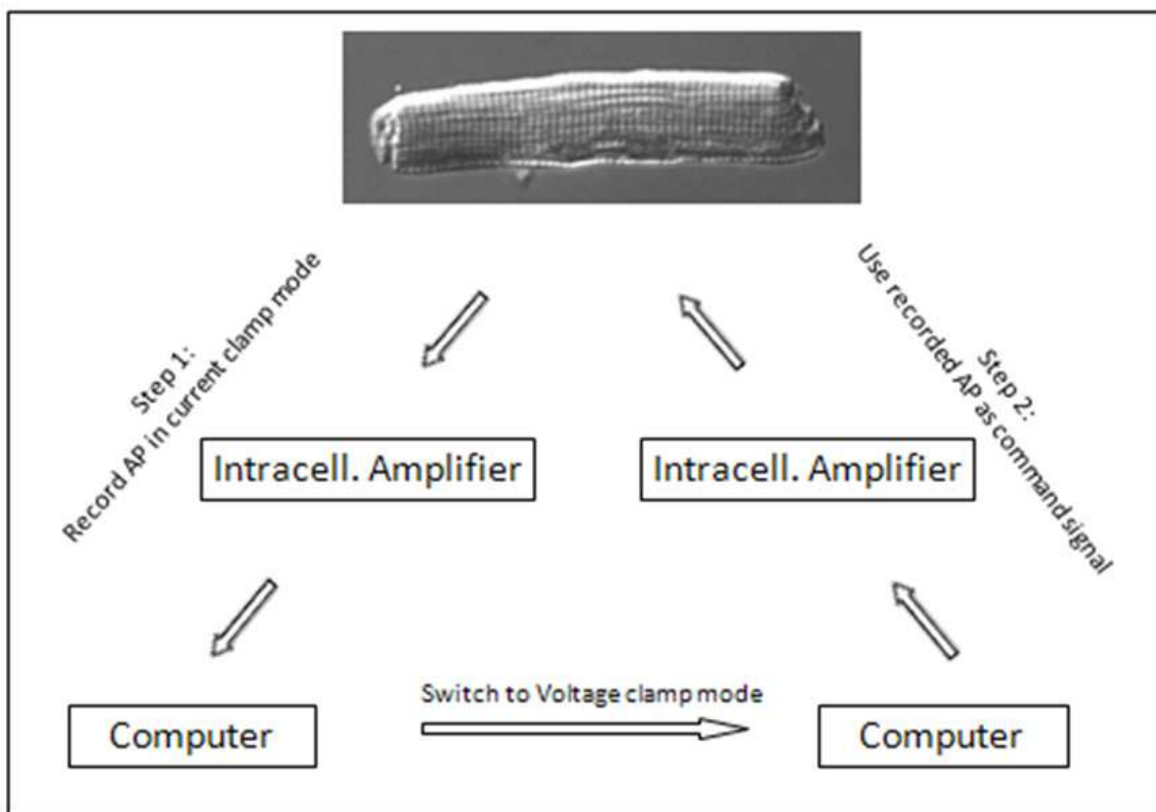 Step 1:
Record AP in current clamp mode
Use recorded AP as command signal
Step 2:
Intracell. Amplifier
Intracell. Amplifier
Switch to Voltage clamp mode
Computer
Computer